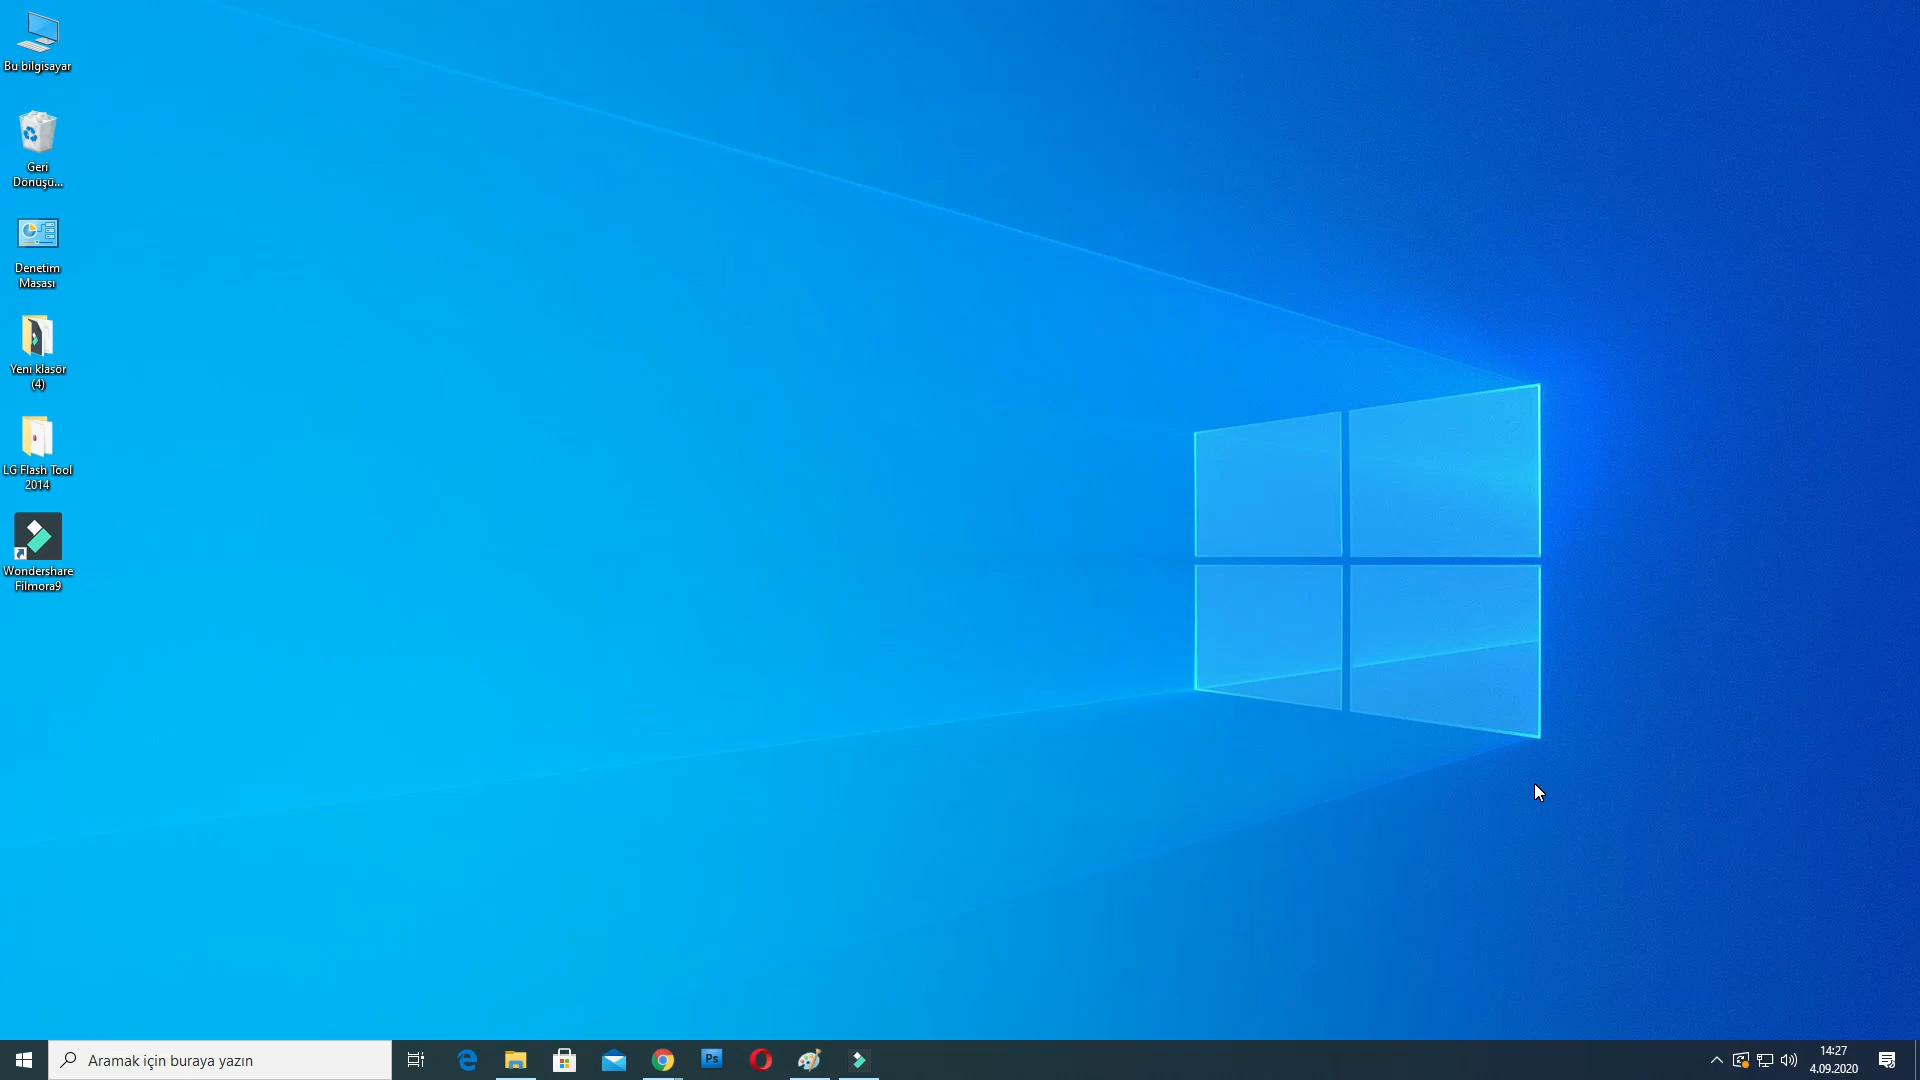 Bu bilgisayar
Geri
Dönüşü...
Denetim
Masası
Yeni klasör
(4)
LG Flash Tool
2014
Wondershare
Filmora9
Aramak için buraya yazın
Ps
14:27
4.09.2020